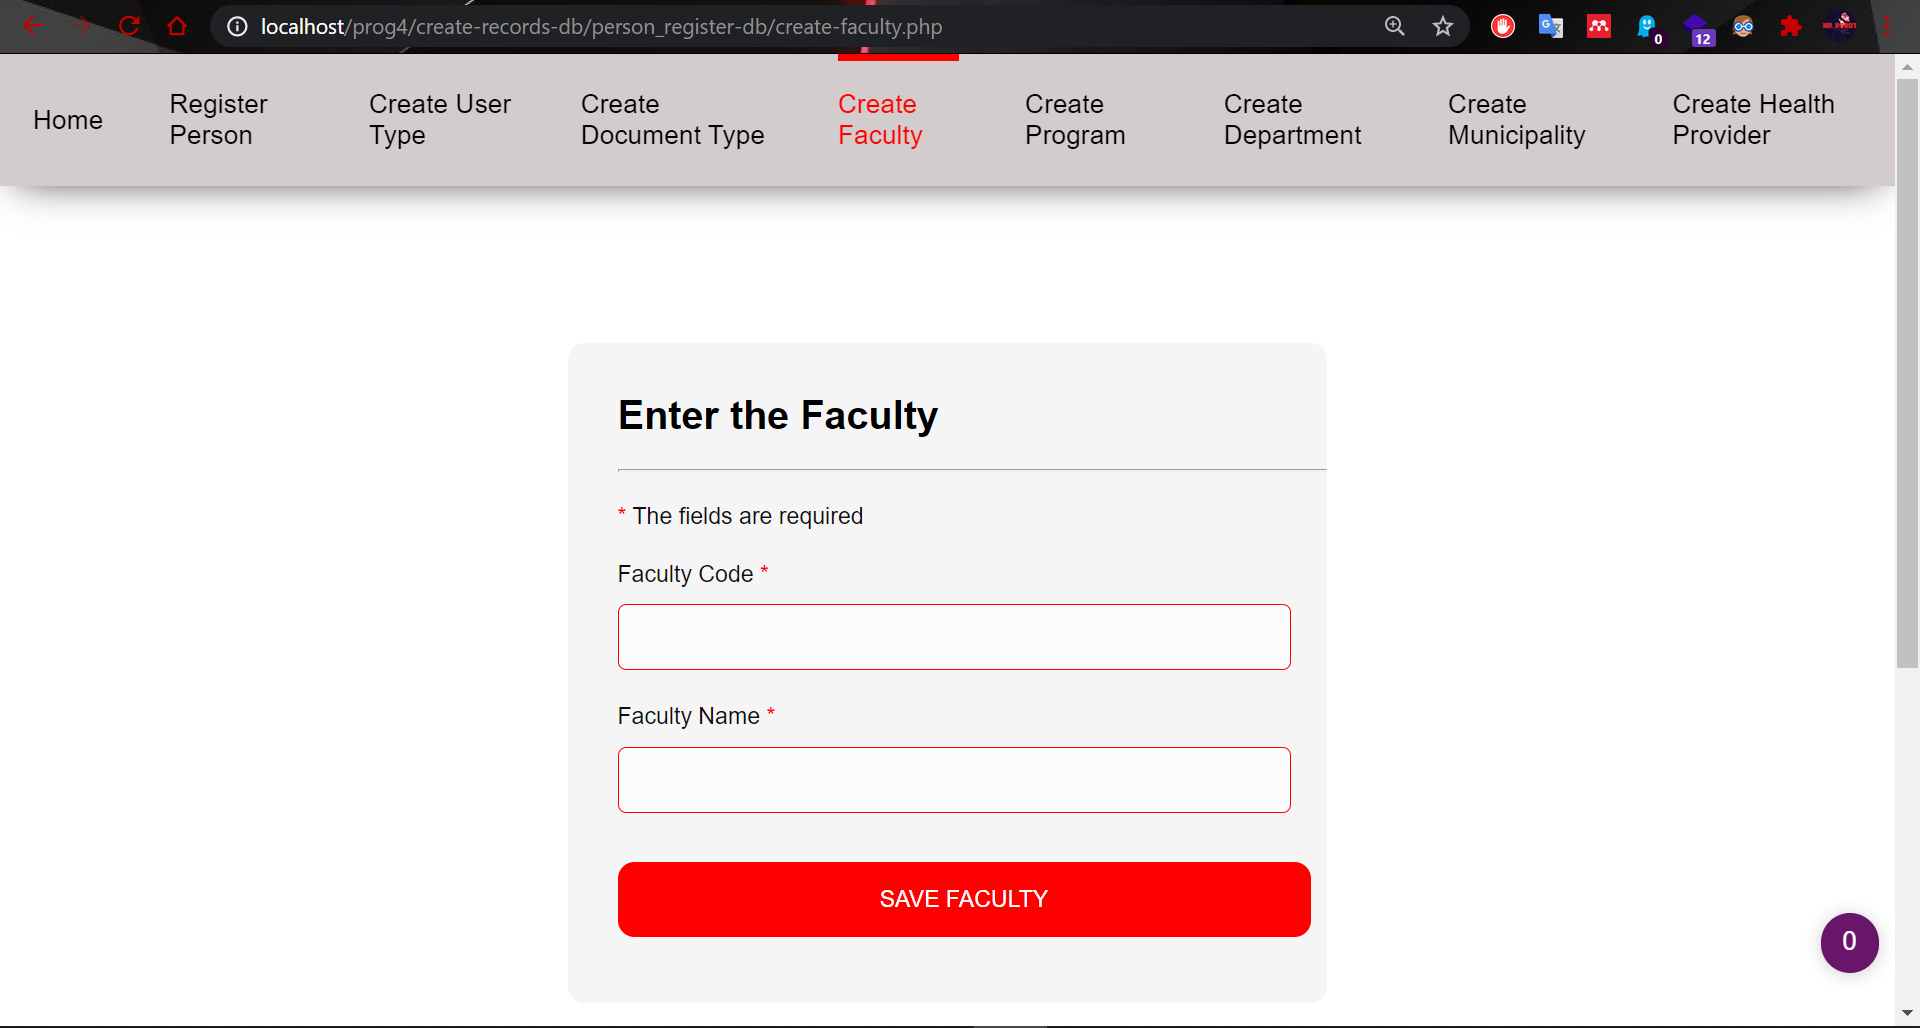 localhost/prog4/create-records-db/person_register-db/create-faculty.php
0
12
Home
Register
Person
Create User
Type
Create
Document Type
Create
Faculty
Create
Program
Create
Department
Create
Municipality
Create Health
Provider
Enter the Faculty
* The fields are required
Faculty Code *
Faculty Name *
SAVE FACULTY
0